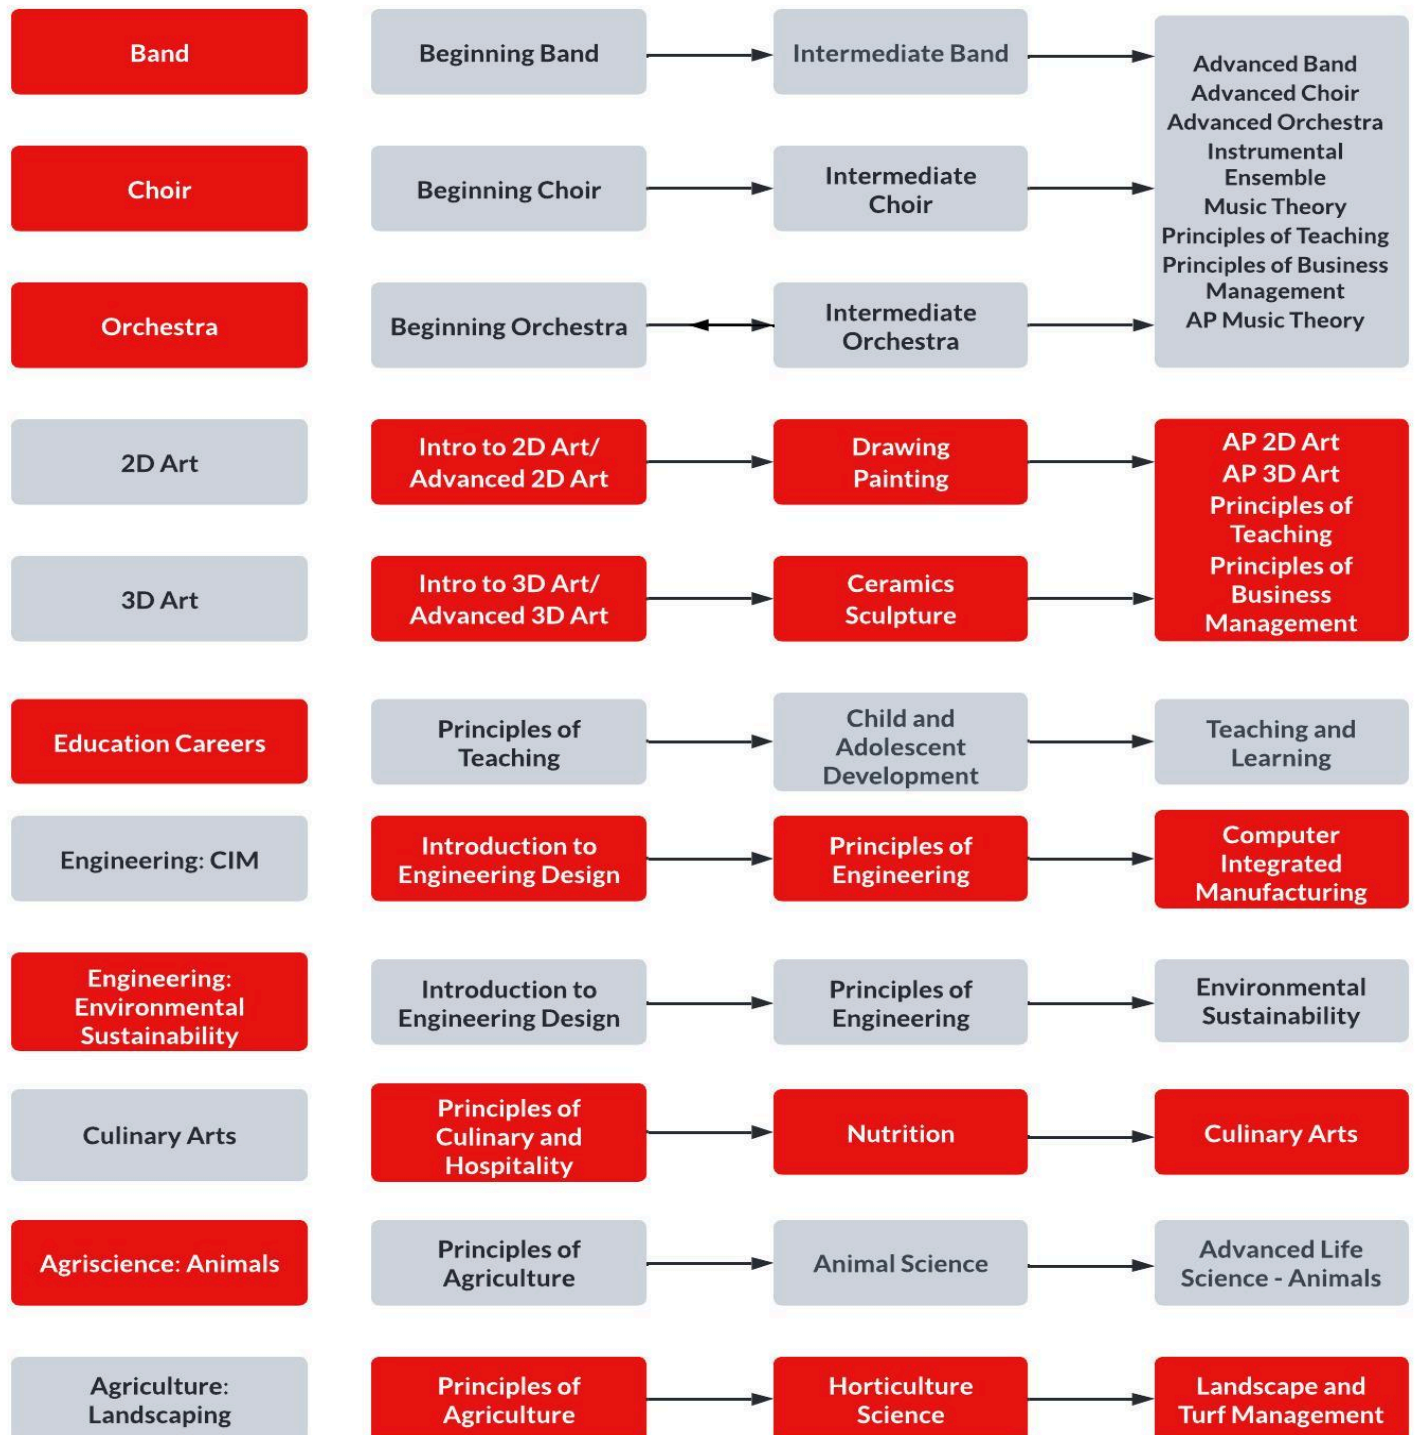 Band
Beginning Band
Intermediate Band
Advanced Band
Advanced Choir
Advanced Orchestra
Instrumental
Ensemble
Music Theory
Principles of Teaching
Principles of Business
Management
AP Music Theory
Choir
Beginning Choir
Intermediate
Choir
Orchestra
Beginning Orchestra
Intermediate
Orchestra
2D Art
Intro to 2D Art/
Advanced 2D Art
Drawing
Painting
AP 2D Art
AP 3D Art
Principles of
Teaching
Principles of
Business
Management
3D Art
Intro to 3D Art/
Advanced 3D Art
Ceramics
Sculpture
Education Careers
Principles of
Teaching
Child and
Adolescent
Development
Teaching and
Learning
Engineering: CIM
Introduction to
Engineering Design
Principles of
Engineering
Computer
Integrated
Manufacturing
Engineering:
Environmental
Sustainability
Introduction to
Engineering Design
Principles of
Engineering
Environmental
Sustainability
Culinary Arts
Principles of
Culinary and
Hospitality
Nutrition
Culinary Arts
Agriscience: Animals
Principles of
Agriculture
Animal Science
Advanced Life
Science - Animals
Agriculture:
Landscaping
Principles of
Agriculture
Horticulture
Science
Landscape and
Turf Management